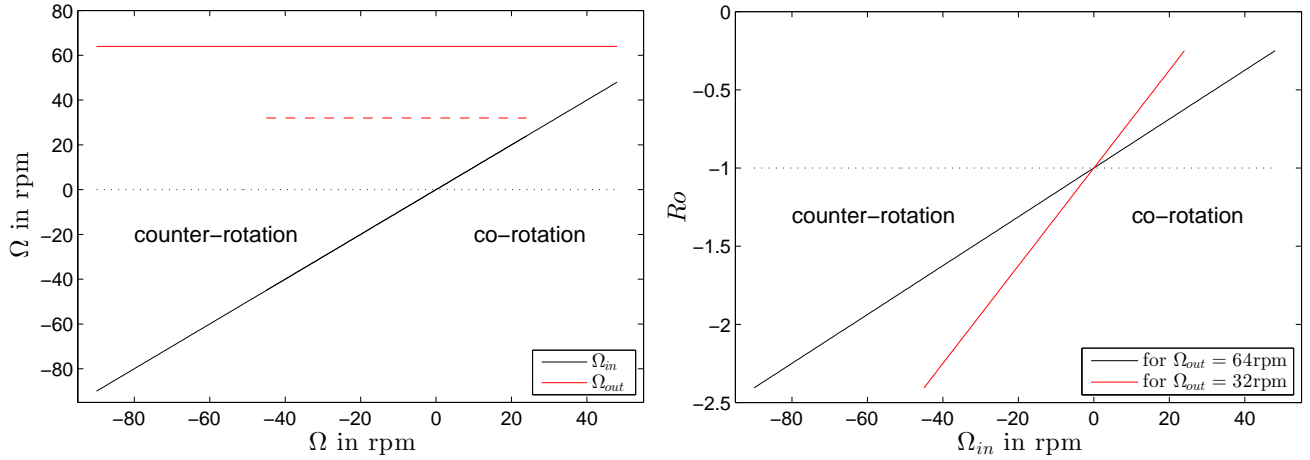 80
60
40
20
0
−20
−40
−60
−80
Ω in rpm
counter−rotation
co−rotation
Ω_in
Ω_out
−80 −60 −40 −20 0 20 40
Ω in rpm
0
−0.5
−1
−1.5
−2
−2.5
Ro
counter−rotation
co−rotation
for Ω_out = 64rpm
for Ω_out = 32rpm
−80 −60 −40 −20 0 20 40
Ω_in in rpm